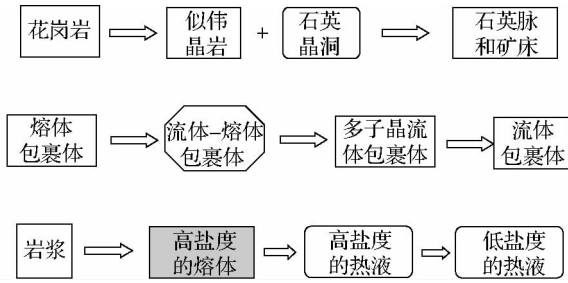 花岗岩
似伟
晶岩
+
石英
晶洞
石英脉
和矿床
熔体
包裹体
流体–熔体
包裹体
多子晶流
体包裹体
流体
包裹体
岩浆
高盐度
的熔体
高盐度
的热液
低盐度
的热液